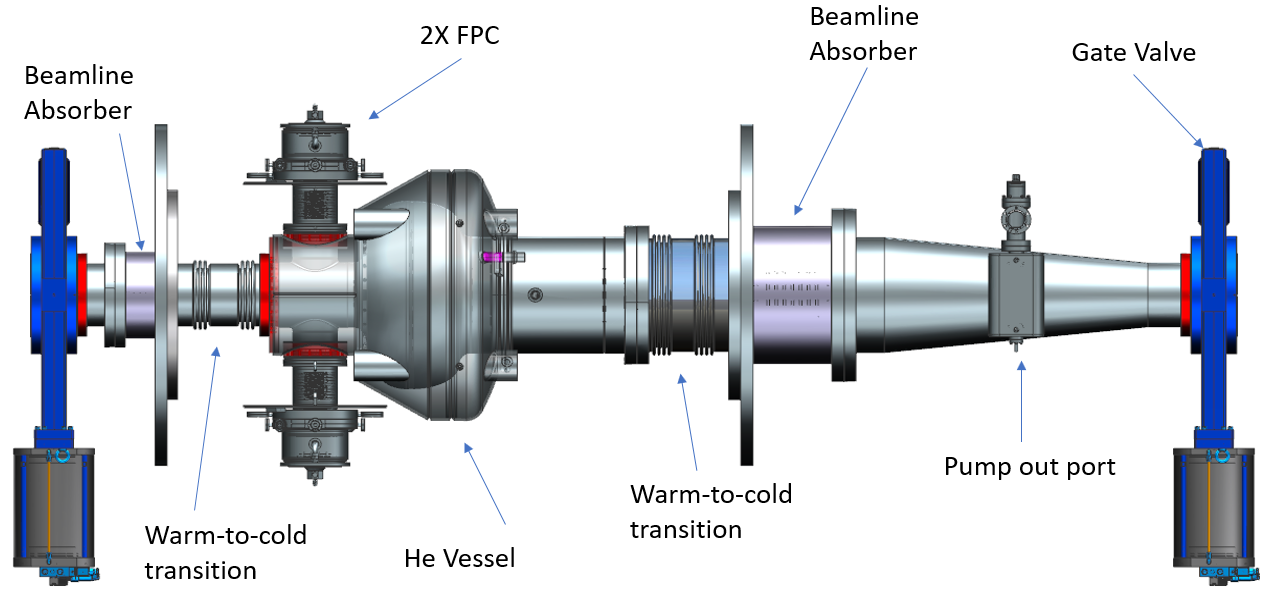 2X FPC
Beamline
Absorber
Beamline
Absorber
Gate Valve
Warm-to-cold
transition
He Vessel
Warm-to-cold
transition
Pump out port